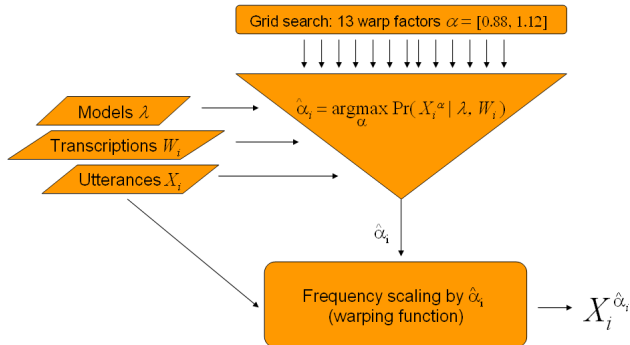 Grid search: 13 warp factors α = [0.88, 1.12]
α̂ᵢ = argmax Pr( Xᵢ^α | λ, Wᵢ )
α
Models λ
Transcriptions Wᵢ
Utterances Xᵢ
α̂ᵢ
Frequency scaling by α̂ᵢ
(warping function)
Xᵢ^α̂ᵢ